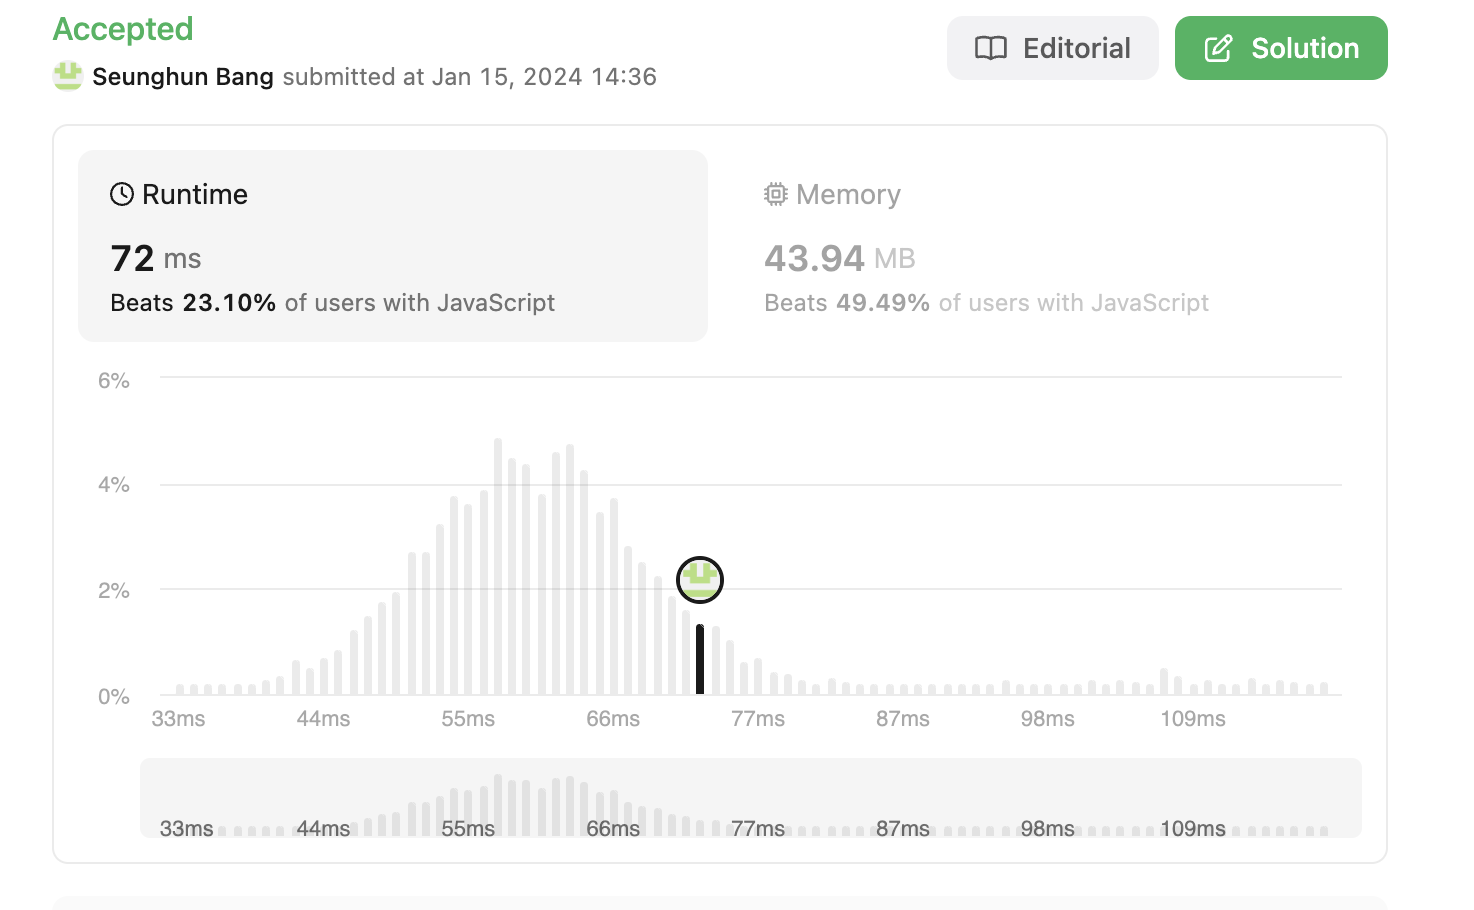 Accepted
Editorial
Solution
Seunghun Bang submitted at Jan 15, 2024 14:36
Runtime
Memory
72 ms
43.94 MB
Beats 23.10% of users with JavaScript
Beats 49.49% of users with JavaScript
6%
4%
2%
0%
33ms 44ms 55ms 66ms 77ms 87ms 98ms 109ms
33ms 44ms 55ms 66ms 77ms 87ms 98ms 109ms